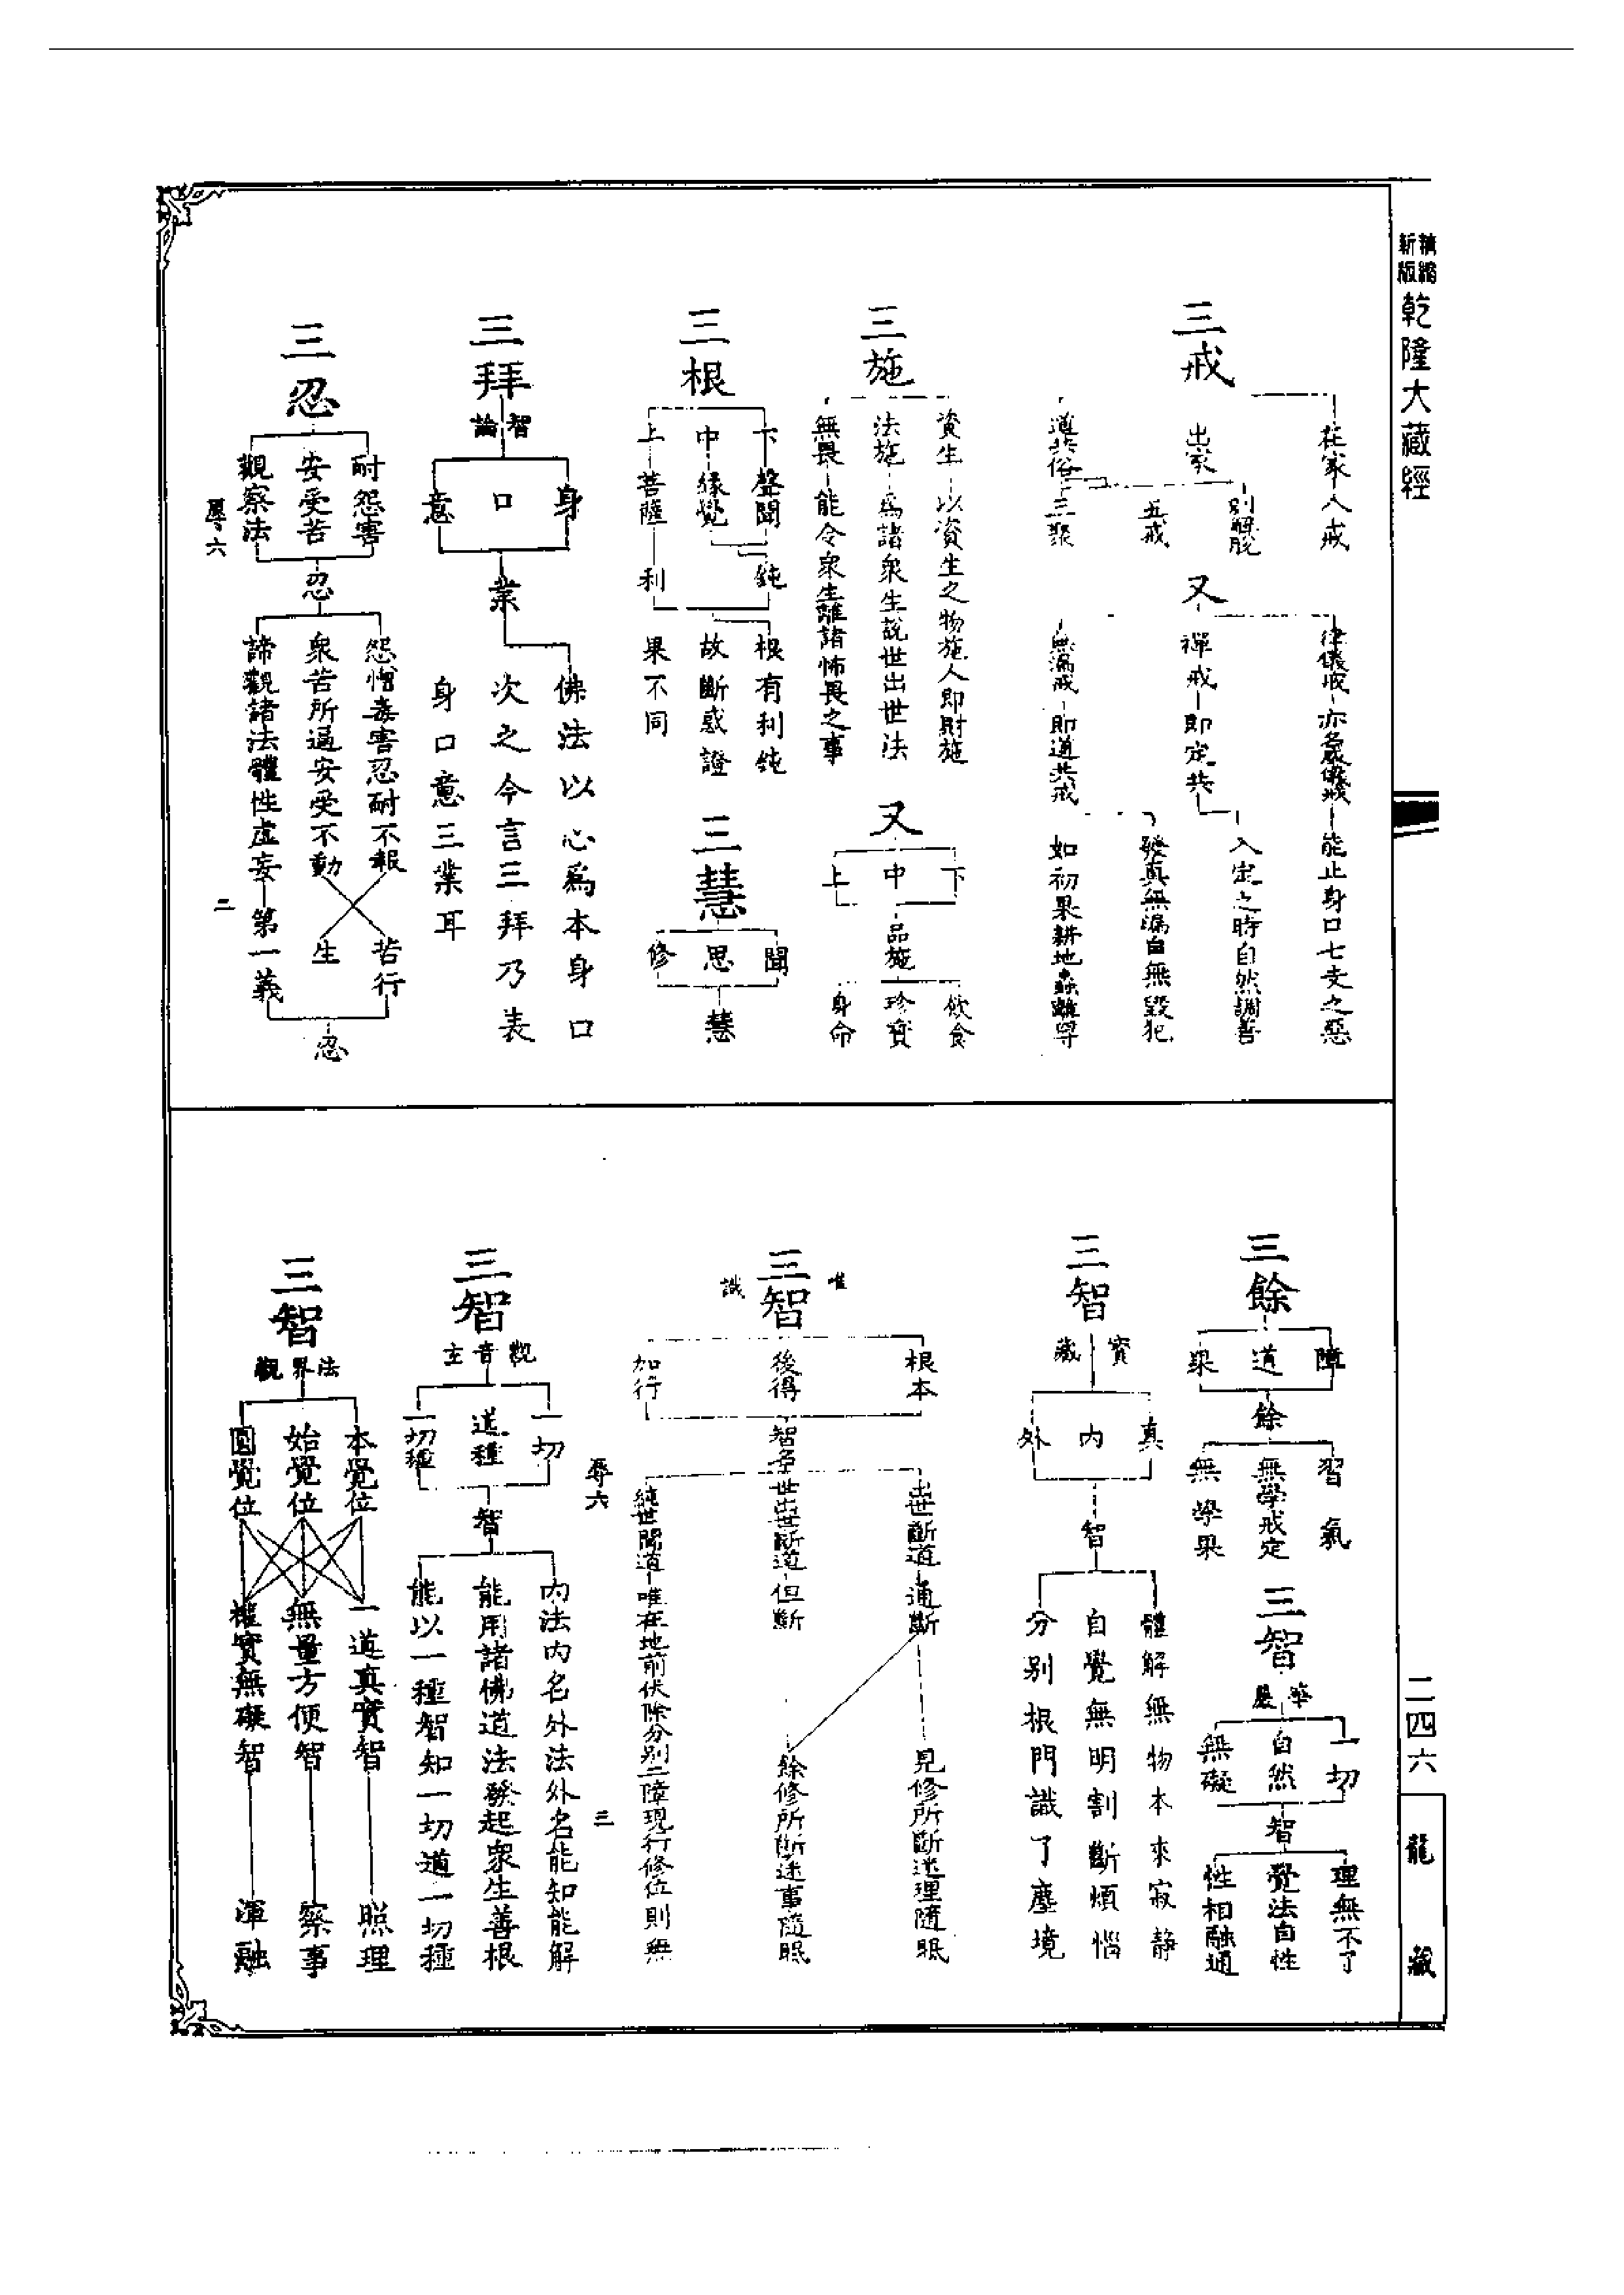 精縮
新版
乾隆大藏經
三戒
在家人戒
出家
道共俗
別解脫
五戒
三聚
又
律儀戒 亦名威儀戒 能止身口七支之惡
禪戒 即定共
入定之時自然調善
無漏戒 即道共戒
發真無漏自無毀犯
如初果耕地蟲離
三施
資生 以資生之物施人即財施
法施 為諸衆生說世出世法
無畏 能令衆生離諸怖畏之事
又
下
中
上
品施
飲食
珍寶
身命
三根
下 聲聞 鈍
中 緣覺
上 菩薩 利
根有利鈍
故斷惑證
果不同
三慧
聞
思
修
慧
三拜
智論
身
口
意
業
佛法以心為本身口
次之今言三拜乃表
身口意三業耳
三忍
耐怨害
安受苦
觀察法
忍
怨憎毒害忍耐不報
衆苦所逼安受不動
諦觀諸法體性虛妄
苦行
生
第一義
忍
辱六
二
三餘
障
道
果
餘
習氣
無學戒定
無學果
三智
華嚴
一切
自然
無礙
智
理無不了
覺法自性
性相融通
三智
寶藏
真
內
外
智
體解無物本來寂靜
自覺無明割斷煩惱
分別根門識了塵境
三智
唯識
根本
後得
加行
智名
出世斷道 通斷 見修所斷迷理隨眠
世出世斷道 但斷 餘修所斷迷事隨眠
純世間道 唯在地前伏除分別二障現行修位則無
辱六
三
三智
觀音玄
一切
道種
一切種
智
內法內名外法外名能知能解
能用諸佛道法發起衆生善根
能以一種智知一切道一切種
三智
法界觀
本覺位
始覺位
圓覺位
一道真實智 照理
無量方便智 察事
權實無礙智 渾融
二四六
龍藏